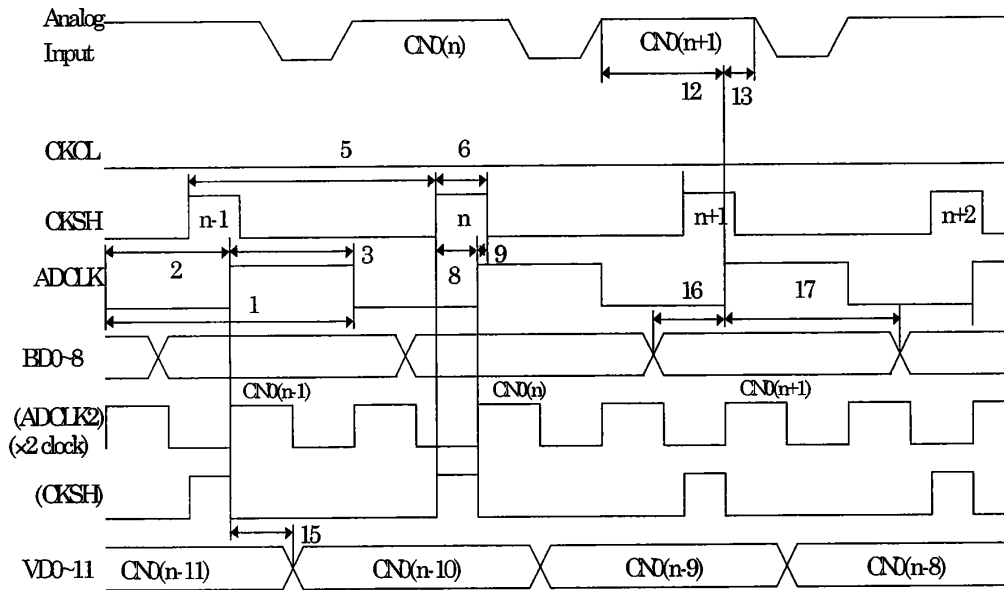 Analog
Input
CN0(n)
CN0(n+1)
12
13
CKCL
5
6
CKSH
n-1
n
n+1
n+2
ADCLK
2
3
8
9
1
16
17
BD0~8
CN0(n-1)
CN0(n)
CN0(n+1)
(ADCLK2)
(×2 clock)
(CKSH)
15
VD0~11
CN0(n-11)
CN0(n-10)
CN0(n-9)
CN0(n-8)